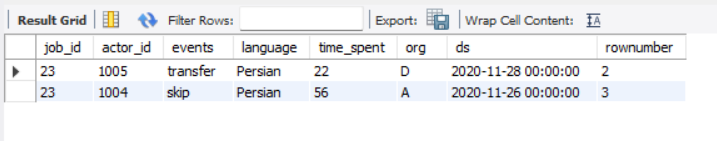 Result Grid Filter Rows: Export: Wrap Cell Content: IA
job_id actor_id events language time_spent org ds rownumber
23 1005 transfer Persian 22 D 2020-11-28 00:00:00 2
23 1004 skip Persian 56 A 2020-11-26 00:00:00 3